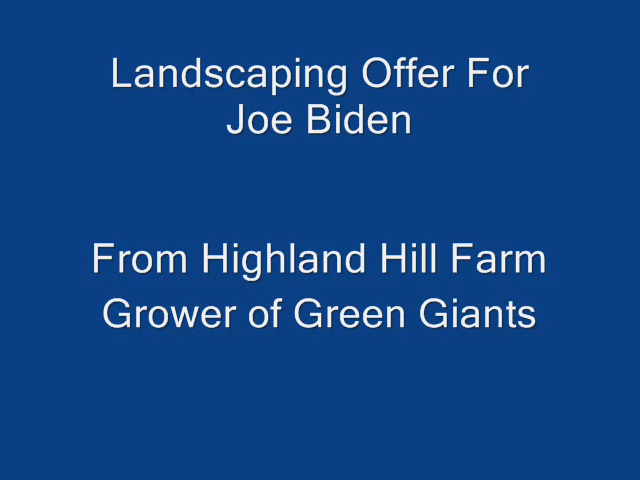 Landscaping Offer For
Joe Biden
From Highland Hill Farm
Grower of Green Giants